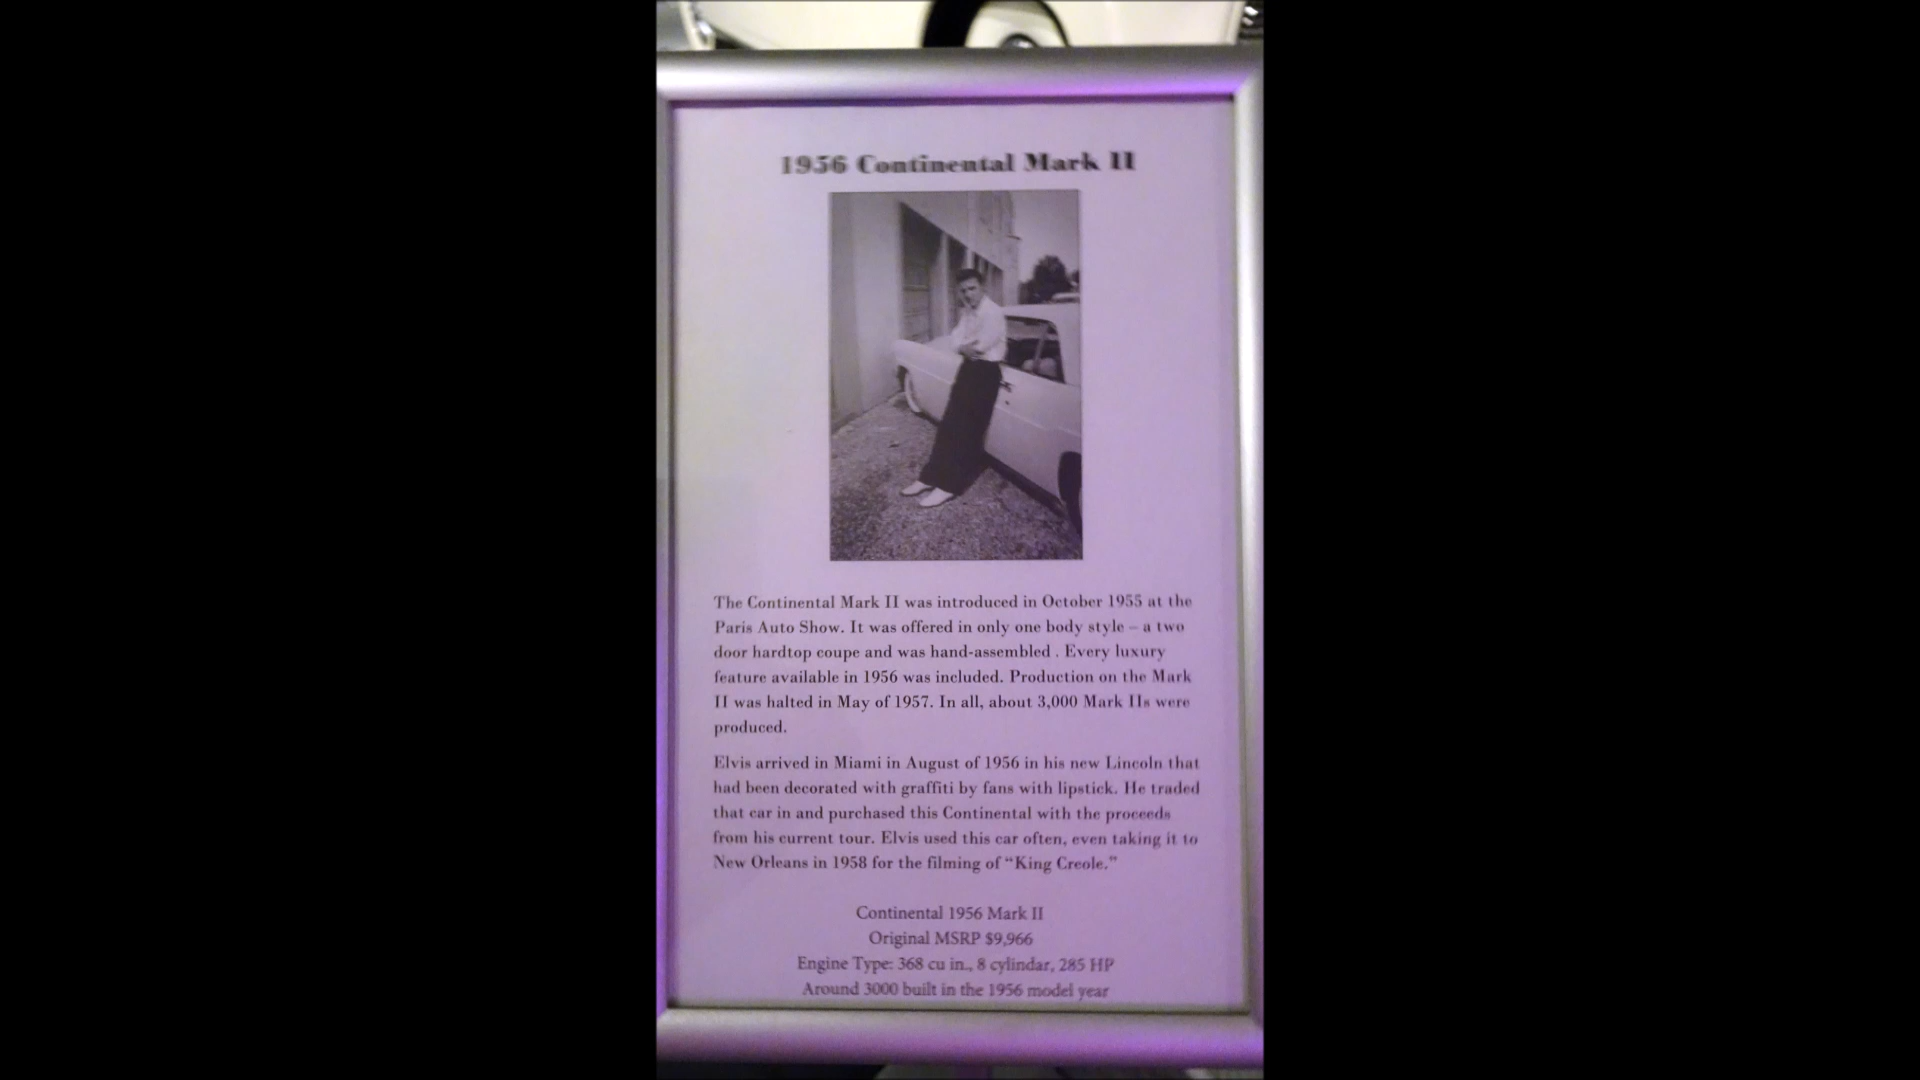 1956 Continental Mark II
The Continental Mark II was introduced in October 1955 at the
Paris Auto Show. It was offered in only one body style – a two
door hardtop coupe and was hand-assembled . Every luxury
feature available in 1956 was included. Production on the Mark
II was halted in May of 1957. In all, about 3,000 Mark IIs were
produced.
Elvis arrived in Miami in August of 1956 in his new Lincoln that
had been decorated with graffiti by fans with lipstick. He traded
that car in and purchased this Continental with the proceeds
from his current tour. Elvis used this car often, even taking it to
New Orleans in 1958 for the filming of “King Creole.”
Continental 1956 Mark II
Original MSRP $9,966
Engine Type: 368 cu in., 8 cylindar, 285 HP
Around 3000 built in the 1956 model year